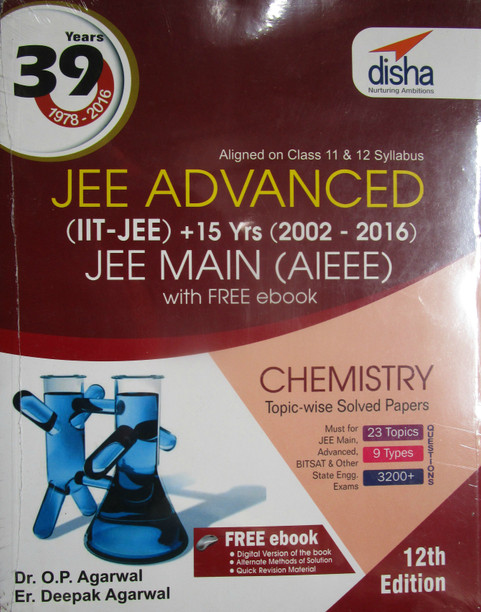 39 Years
1978 - 2016
disha
Nurturing Ambitions
Aligned on Class 11 & 12 Syllabus
JEE ADVANCED
(IIT-JEE) +15 Yrs (2002 - 2016)
JEE MAIN (AIEEE)
with FREE ebook
CHEMISTRY
Topic-wise Solved Papers
Must for
JEE Main,
Advanced,
BITSAT & Other
State Engg.
Exams
23 Topics
9 Types
3200+
QUESTIONS
FREE ebook
• Digital Version of the book
• Alternate Methods of Solution
• Quick Revision Material
Dr. O.P. Agarwal
Er. Deepak Agarwal
12th
Edition